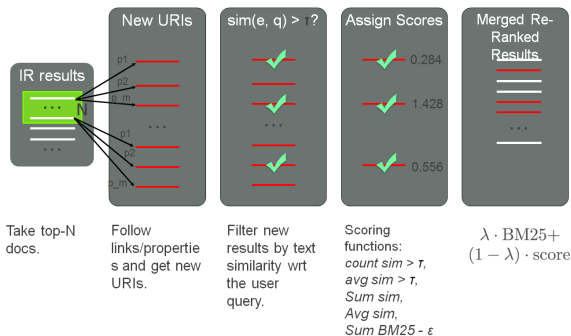 IR results
...
N
...
New URIs
p1
p2
p_m
...
p1
p2
p_m
sim(e, q) > τ?
...
Assign Scores
0.284
1.428
0.556
Merged Re-
Ranked
Results
...
Take top-N
docs.
Follow
links/propertie
s and get new
URIs.
Filter new
results by text
similarity wrt
the user
query.
Scoring
functions:
count sim > τ,
avg sim > τ,
Sum sim,
Avg sim,
Sum BM25 - ε
λ · BM25+
(1 − λ) · score